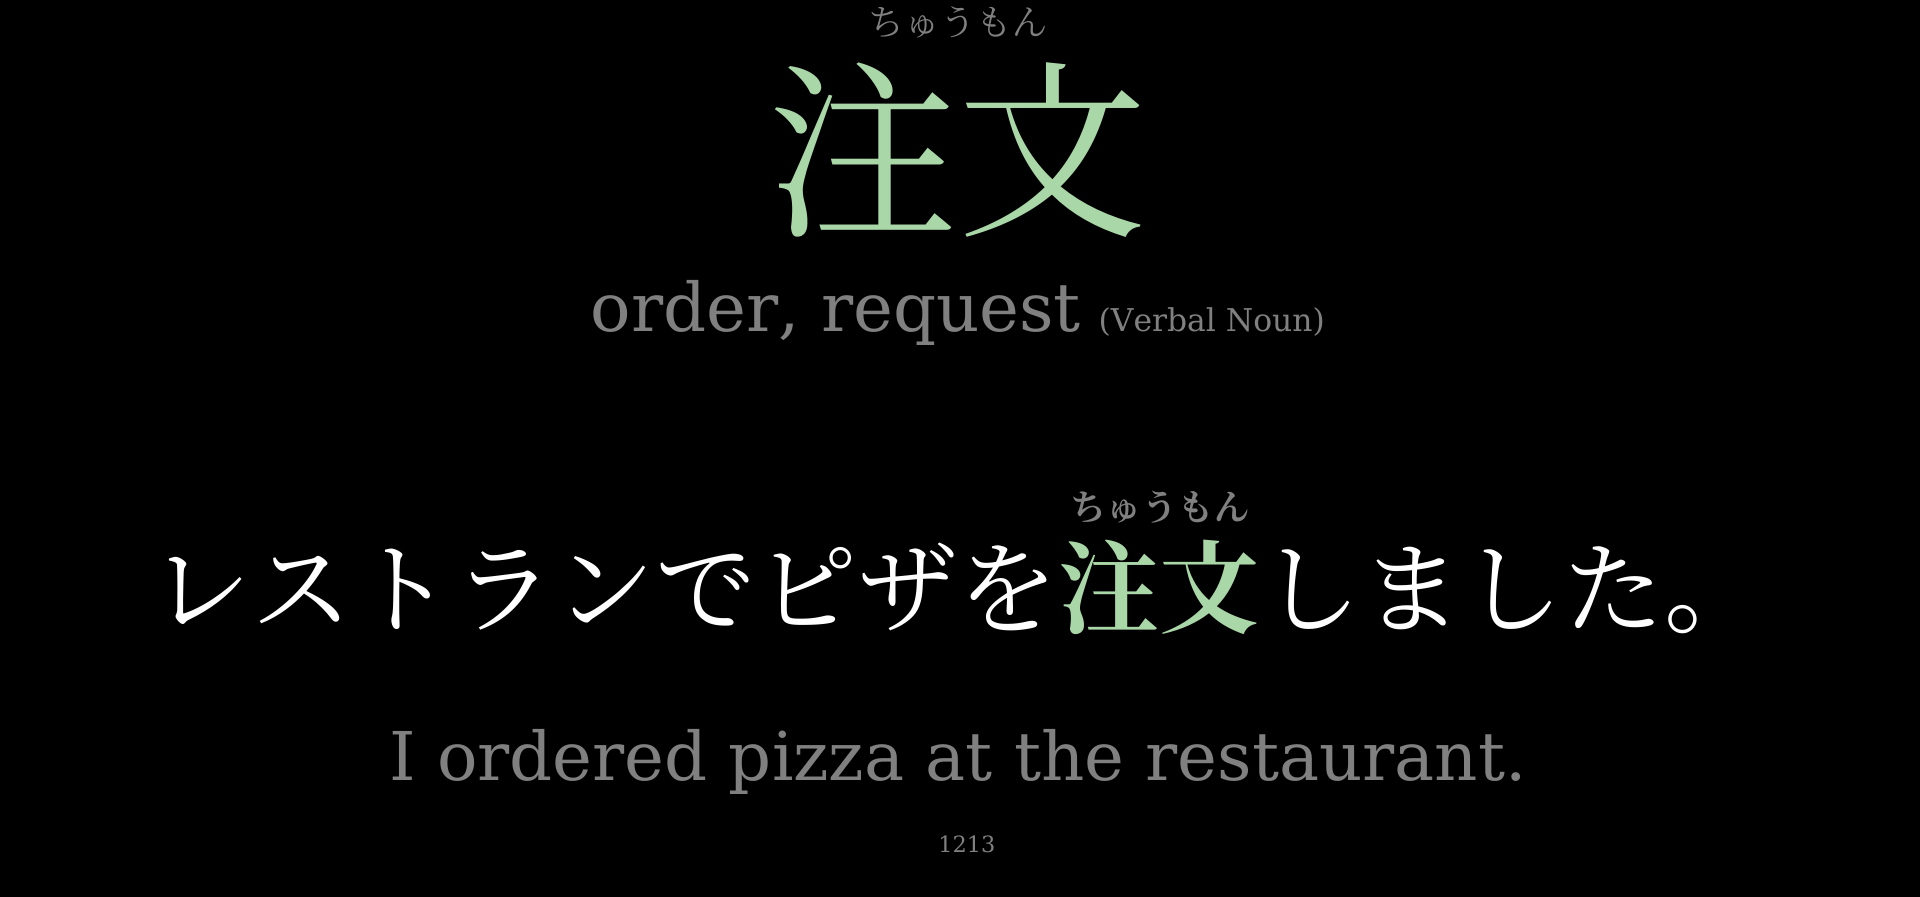 ちゅうもん
注文
order, request (Verbal Noun)
ちゅうもん
レストランでピザを注文しました。
I ordered pizza at the restaurant.
1213